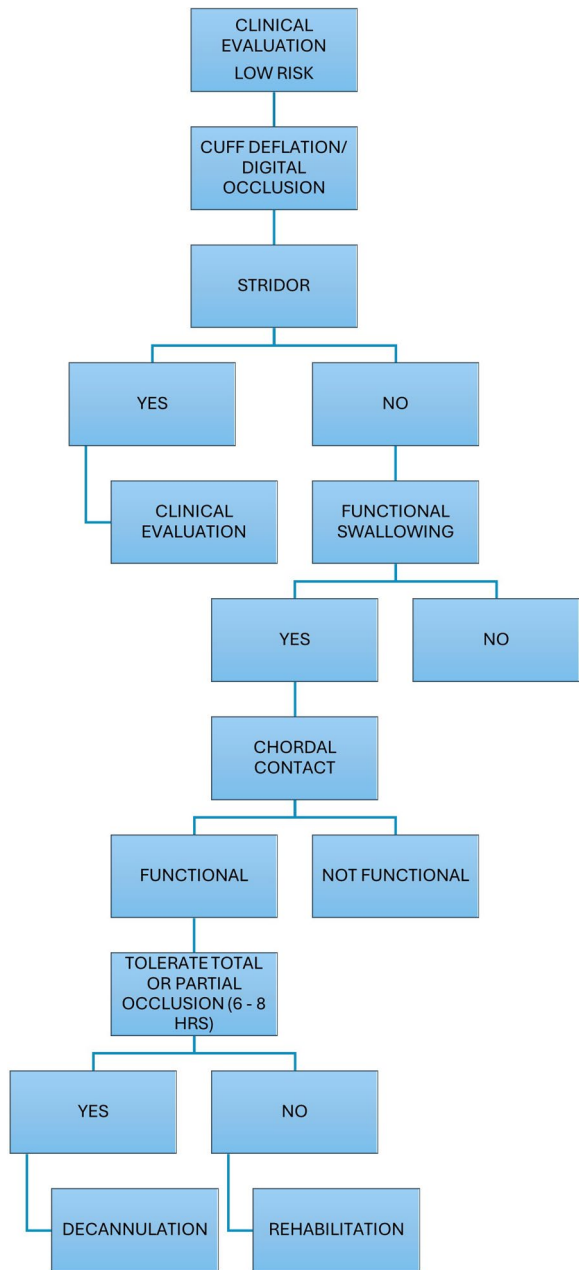 CLINICAL
EVALUATION
LOW RISK
CUFF DEFLATION/
DIGITAL
OCCLUSION
STRIDOR
YES
NO
CLINICAL
EVALUATION
FUNCTIONAL
SWALLOWING
YES
NO
CHORDAL
CONTACT
FUNCTIONAL
NOT FUNCTIONAL
TOLERATE TOTAL
OR PARTIAL
OCCLUSION (6 - 8
HRS)
YES
NO
DECANNULATION
REHABILITATION